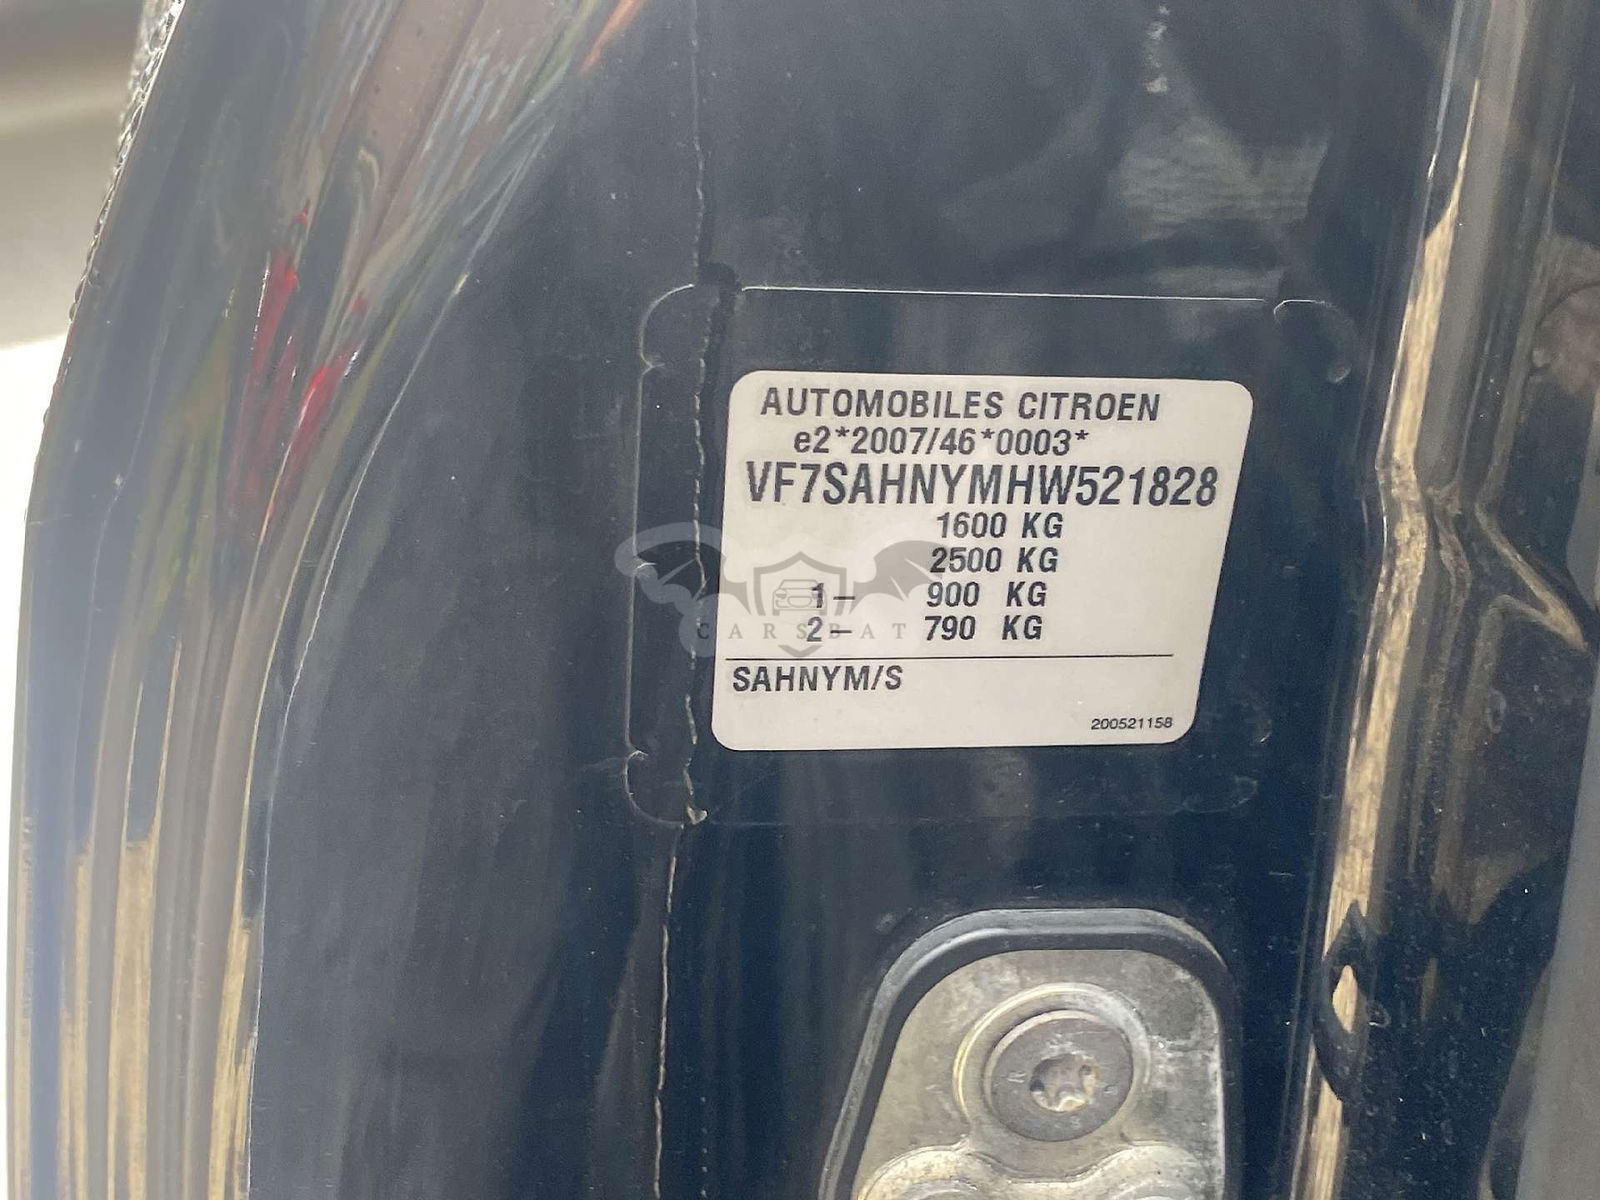 AUTOMOBILES CITROEN
e2*2007/46*0003*
VF7SAHNYMHW521828
1600 KG
2500 KG
1– 900 KG
2– 790 KG
CARSBAT
SAHNYM/S
200521158